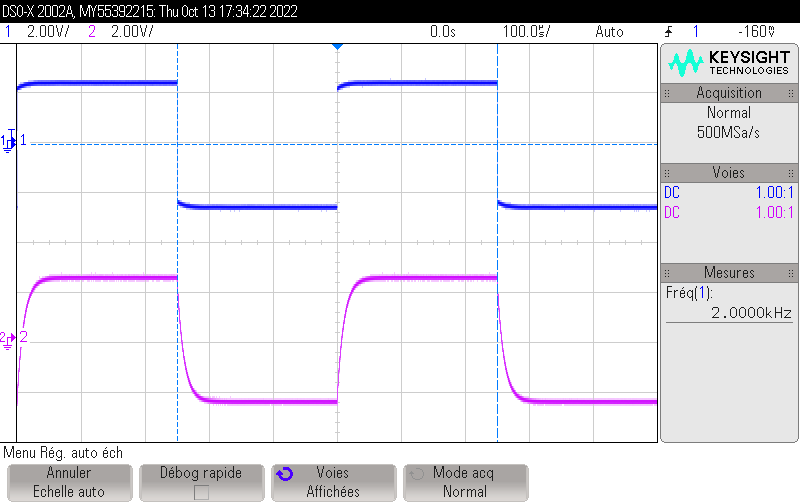 DSO-X 2002A, MY55392215: Thu Oct 13 17:34:22 2022
1 2.00V/ 2 2.00V/ 0.0s 100.0µs/ Auto 1 -160mV
KEYSIGHT
TECHNOLOGIES
Acquisition
Normal
500MSa/s
Voies
DC 1.00:1
DC 1.00:1
Mesures
Fréq(1):
2.0000kHz
T
1 1
2 2
Menu Rég. auto éch
Annuler
Echelle auto
Débog rapide
Voies
Affichées
Mode acq
Normal